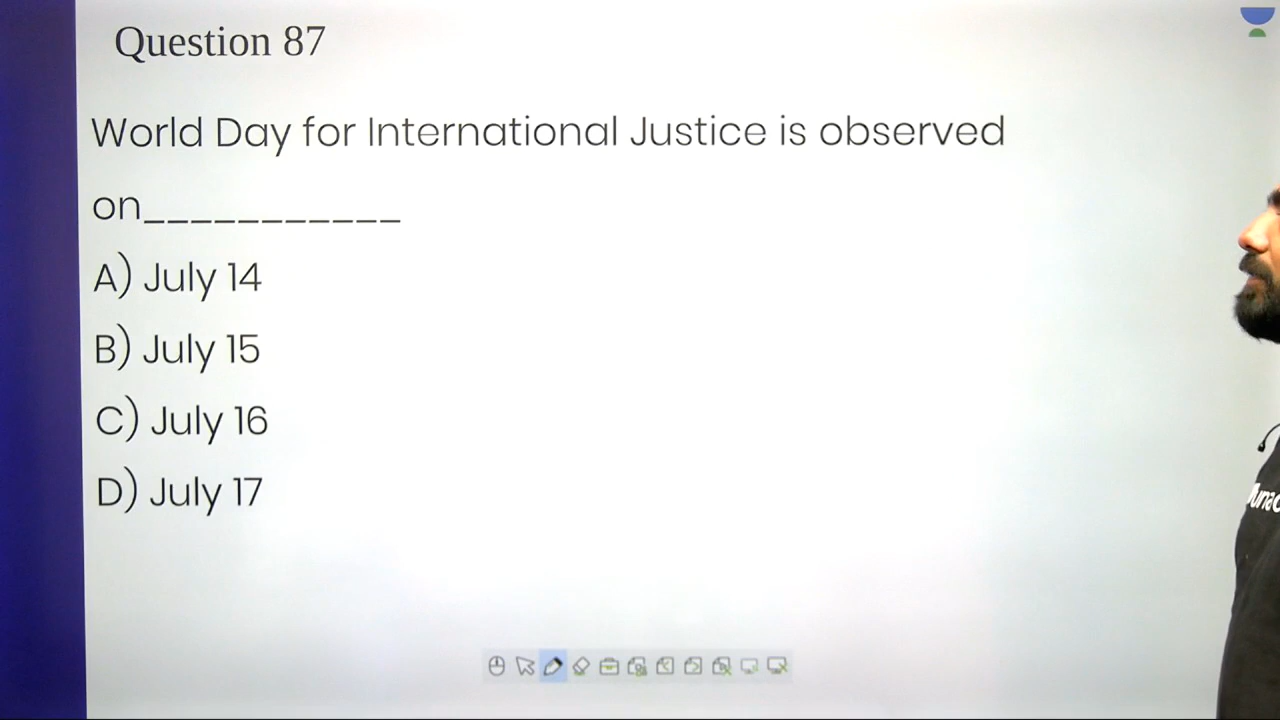 Question 87
World Day for International Justice is observed
on___________
A) July 14
B) July 15
C) July 16
D) July 17